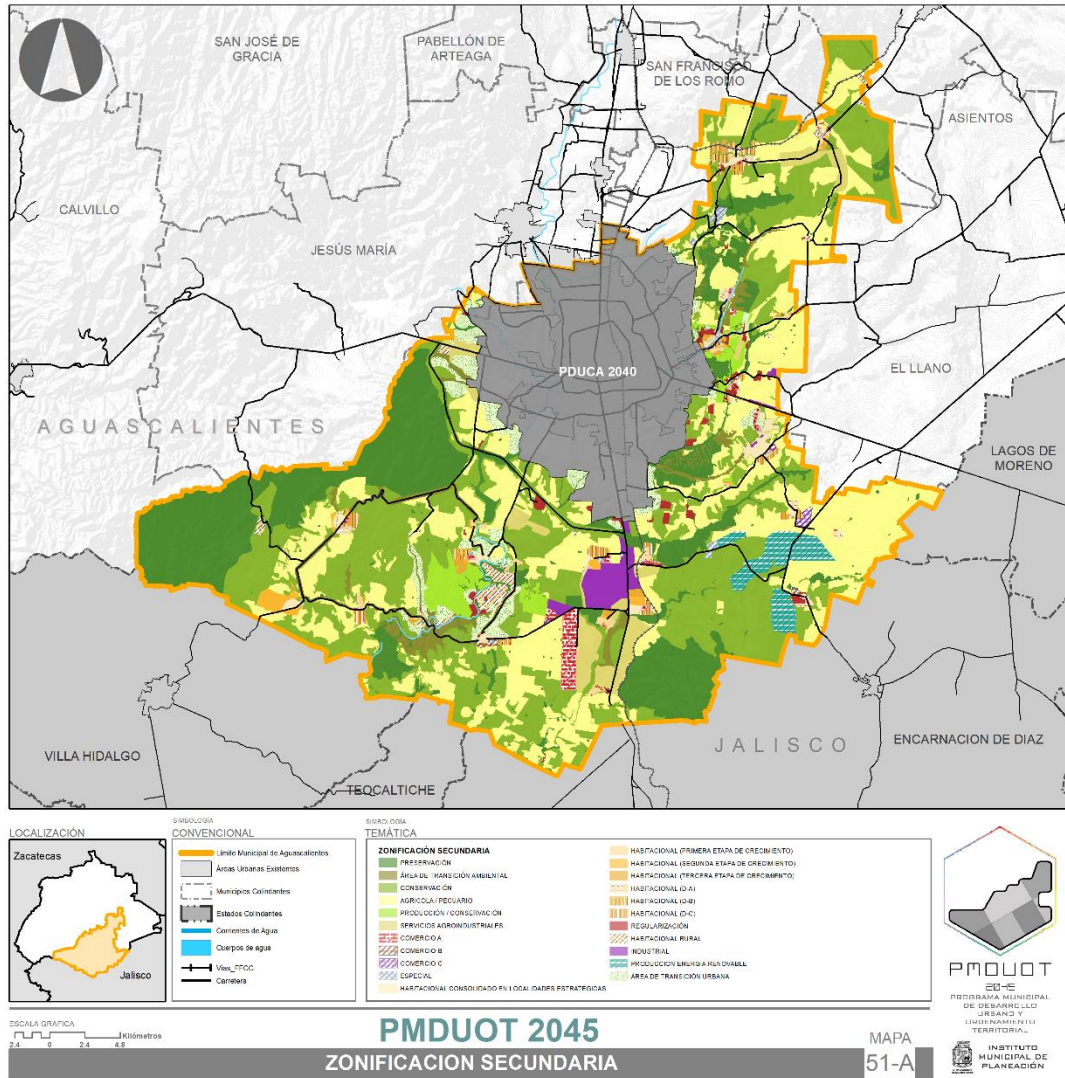 SAN JOSÉ DE
GRACIA
PABELLÓN DE
ARTEAGA
SAN FRANCISCO
DE LOS ROMO
ASIENTOS
CALVILLO
JESÚS MARÍA
PDUCA 2040
EL LLANO
AGUASCALIENTES
LAGOS DE
MORENO
JALISCO
ENCARNACION DE DIAZ
VILLA HIDALGO
TEOCALTICHE
LOCALIZACIÓN
Zacatecas
Jalisco
SIMBOLOGÍA
CONVENCIONAL
Límite Municipal de Aguascalientes
Áreas Urbanas Existentes
Municipios Colindantes
Estados Colindantes
Corrientes de Agua
Cuerpos de agua
Vias_FFCC
Carretera
SIMBOLOGÍA
TEMÁTICA
ZONIFICACIÓN SECUNDARIA
PRESERVACIÓN
ÁREA DE TRANSICIÓN AMBIENTAL
CONSERVACIÓN
AGRICOLA / PECUARIO
PRODUCCIÓN / CONSERVACIÓN
SERVICIOS AGROINDUSTRIALES
COMERCIO A
COMERCIO B
COMERCIO C
ESPECIAL
HABITACIONAL CONSOLIDADO EN LOCALIDADES ESTRATEGICAS
HABITACIONAL (PRIMERA ETAPA DE CRECIMIENTO)
HABITACIONAL (SEGUNDA ETAPA DE CRECIMIENTO)
HABITACIONAL (TERCERA ETAPA DE CRECIMIENTO)
HABITACIONAL (D-A)
HABITACIONAL (D-B)
HABITACIONAL (D-C)
REGULARIZACIÓN
HABITACIONAL RURAL
INDUSTRIAL
PRODUCCION ENERGIA RENOVABLE
ÁREA DE TRANSICIÓN URBANA
PMDUOT
2045
PROGRAMA MUNICIPAL
DE DESARROLLO
URBANO Y
ORDENAMIENTO
TERRITORIAL
INSTITUTO
MUNICIPAL DE
PLANEACIÓN
ESCALA GRÁFICA
Kilómetros
2.4 0 2.4 4.8
PMDUOT 2045
ZONIFICACION SECUNDARIA
MAPA
51-A